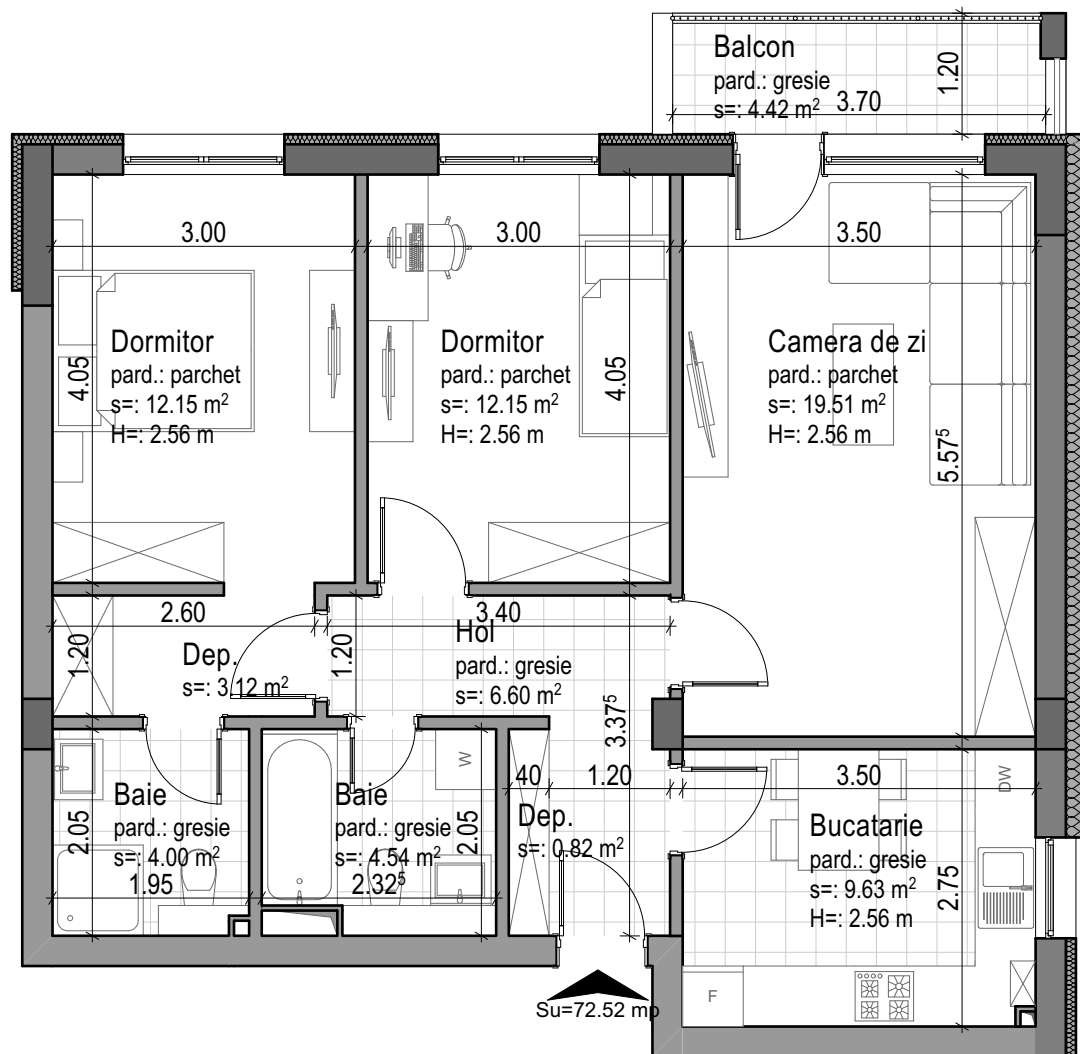 Balcon
pard.: gresie
s=: 4.42 m²
3.70
1.20
3.00
3.00
3.50
Dormitor
pard.: parchet
s=: 12.15 m²
H=: 2.56 m
4.05
Dormitor
pard.: parchet
s=: 12.15 m²
H=: 2.56 m
4.05
Camera de zi
pard.: parchet
s=: 19.51 m²
H=: 2.56 m
5.57⁵
2.60
3.40
1.20
Dep.
s=: 3.12 m²
1.20
Hol
pard.: gresie
s=: 6.60 m²
3.37⁵
Baie
pard.: gresie
s=: 4.00 m²
1.95
2.05
Baie
pard.: gresie
s=: 4.54 m²
2.32⁵
2.05
W
40
1.20
Dep.
s=: 0.82 m²
3.50
DW
Bucatarie
pard.: gresie
s=: 9.63 m²
H=: 2.56 m
2.75
F
Su=72.52 mp